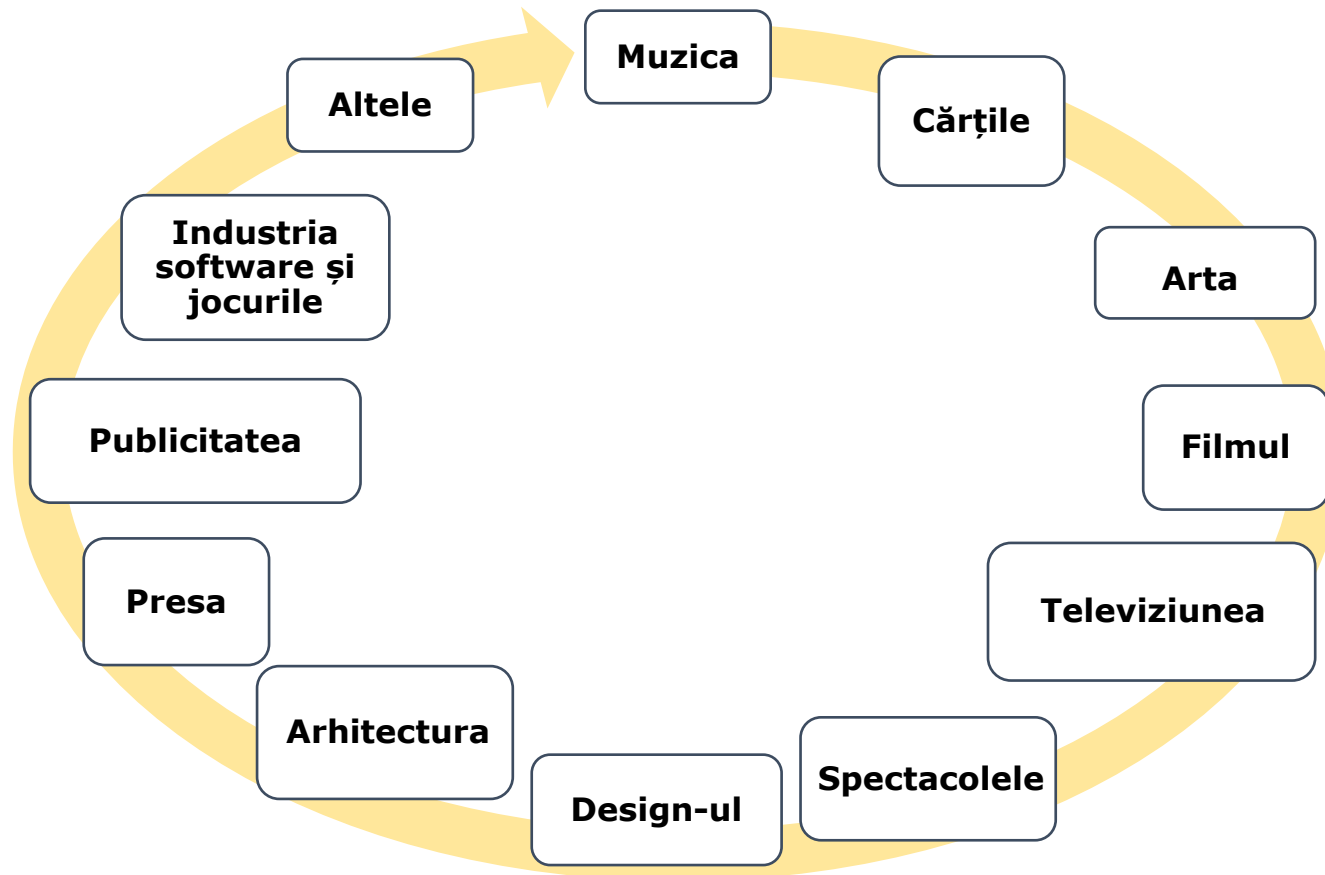 Muzica
Cărțile
Arta
Filmul
Televiziunea
Spectacolele
Design-ul
Arhitectura
Presa
Publicitatea
Industria
software și
jocurile
Altele